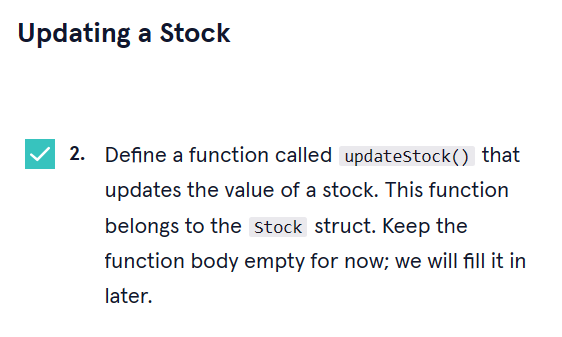 Updating a Stock
2. Define a function called updateStock() that
updates the value of a stock. This function
belongs to the Stock struct. Keep the
function body empty for now; we will fill it in
later.